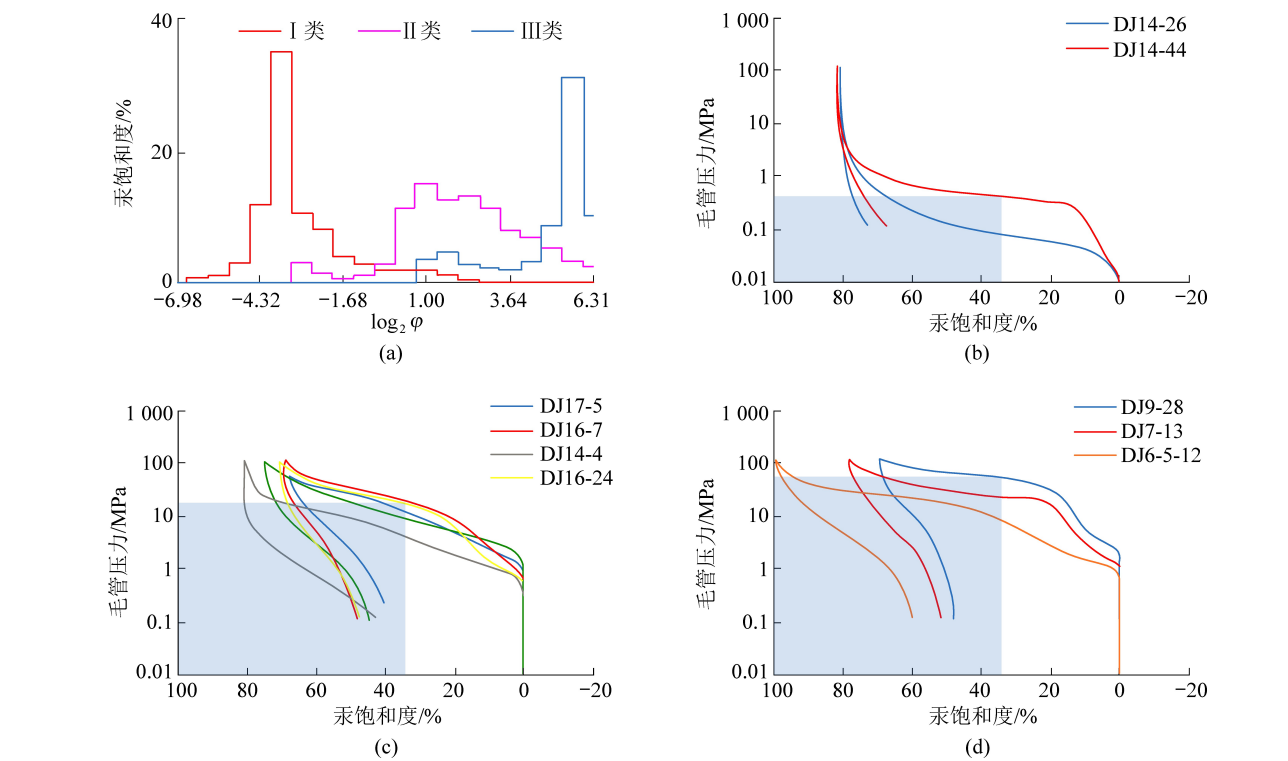 Ⅰ类
Ⅱ类
Ⅲ类
汞饱和度/%
40
20
0
−6.98
−4.32
−1.68
1.00
3.64
6.31
log₂ φ
(a)
DJ14-26
DJ14-44
毛管压力/MPa
1 000
100
10
1
0.1
0.01
100
80
60
40
20
0
−20
汞饱和度/%
(b)
DJ17-5
DJ16-7
DJ14-4
DJ16-24
毛管压力/MPa
1 000
100
10
1
0.1
0.01
100
80
60
40
20
0
−20
汞饱和度/%
(c)
DJ9-28
DJ7-13
DJ6-5-12
毛管压力/MPa
1 000
100
10
1
0.1
0.01
100
80
60
40
20
0
−20
汞饱和度/%
(d)